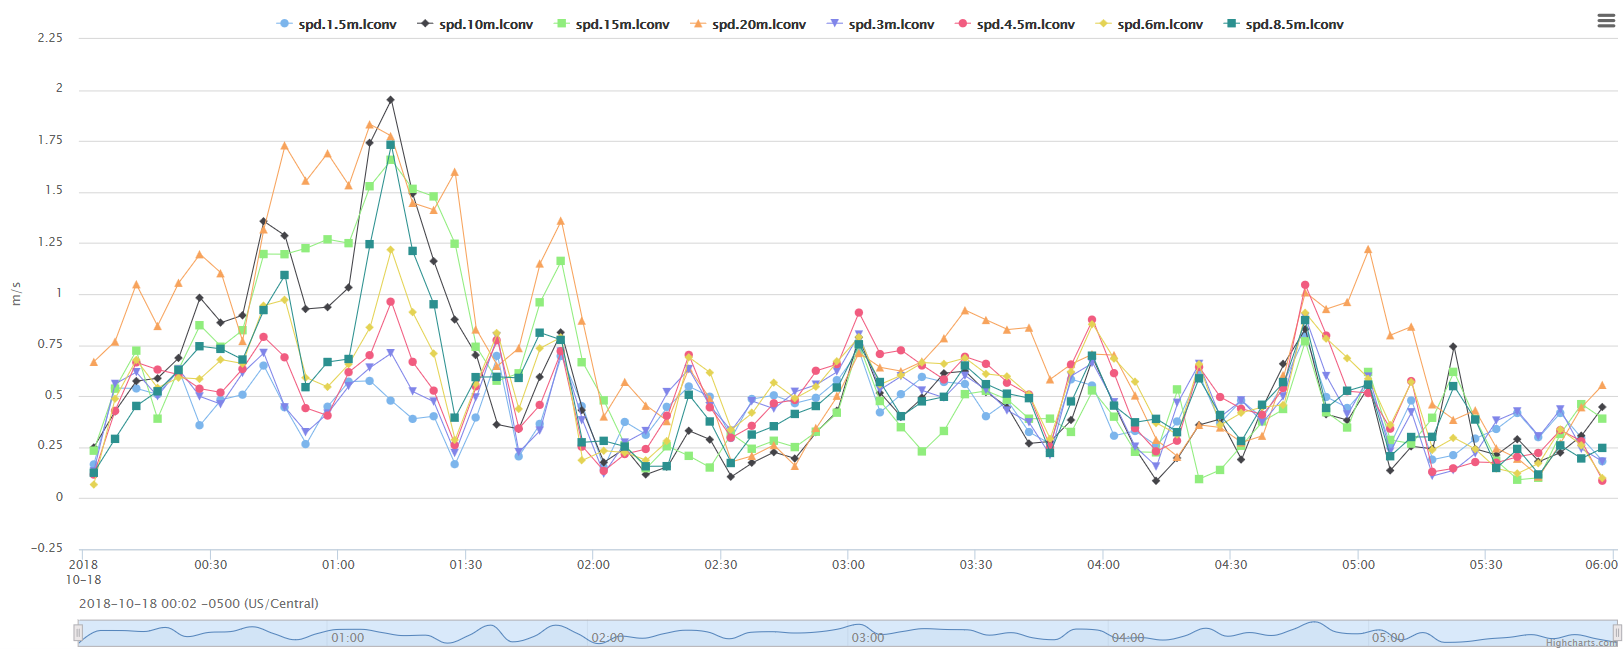 spd.1.5m.lconv spd.10m.lconv spd.15m.lconv spd.20m.lconv spd.3m.lconv spd.4.5m.lconv spd.6m.lconv spd.8.5m.lconv
2.25
2
1.75
1.5
1.25
1
0.75
0.5
0.25
0
-0.25
m/s
2018 00:30 01:00 01:30 02:00 02:30 03:00 03:30 04:00 04:30 05:00 05:30 06:00
10-18
2018-10-18 00:02 -0500 (US/Central)
01:00 02:00 03:00 04:00 05:00
Highcharts.com